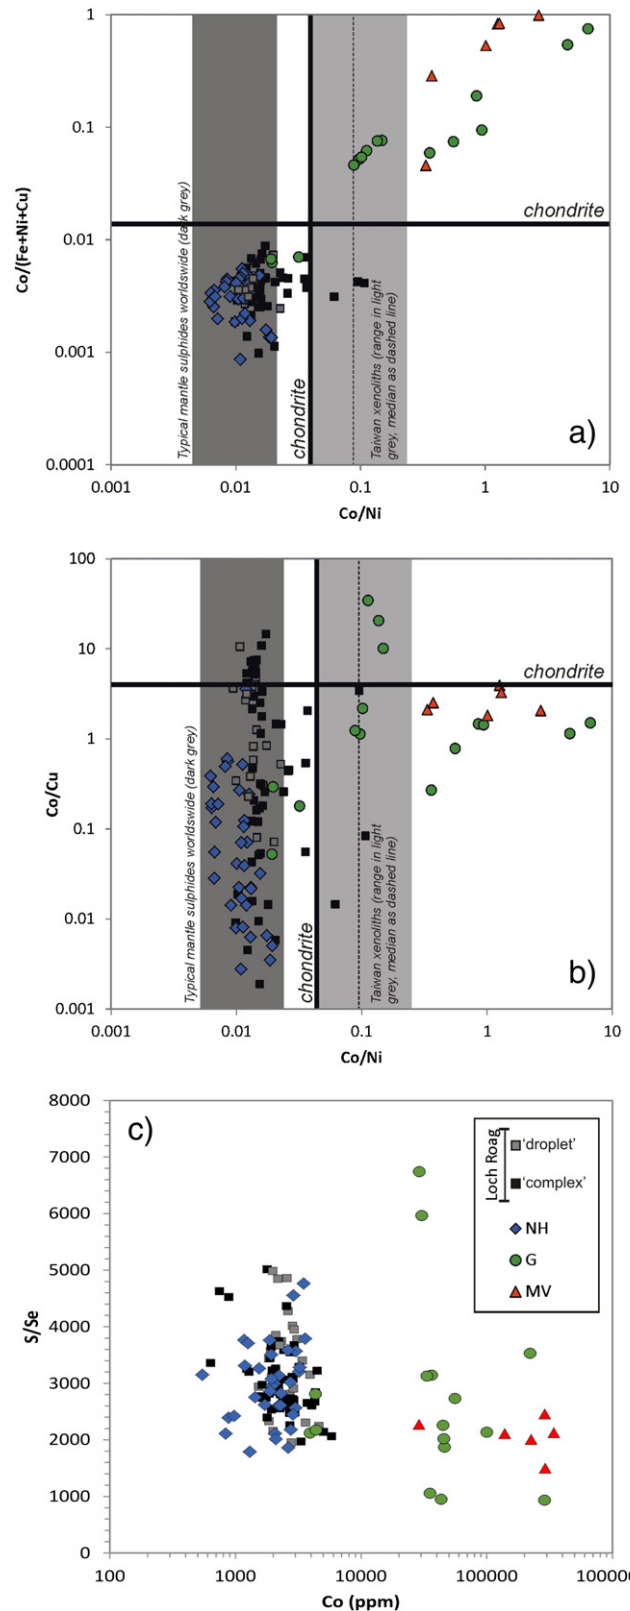 1
0.1
0.01
0.001
0.0001
Co/(Fe+Ni+Cu)
Typical mantle sulphides worldwide (dark grey)
chondrite
Taiwan xenoliths (range in light
grey, median as dashed line)
chondrite
a)
0.001
0.01
0.1
1
10
Co/Ni
100
10
1
0.1
0.01
0.001
Co/Cu
Typical mantle sulphides worldwide (dark grey)
chondrite
Taiwan xenoliths (range in light
grey, median as dashed line)
chondrite
b)
0.001
0.01
0.1
1
10
Co/Ni
c)
8000
7000
6000
5000
4000
3000
2000
1000
0
S/Se
Loch Roag
'droplet'
'complex'
NH
G
MV
100
1000
10000
100000
100000
Co (ppm)